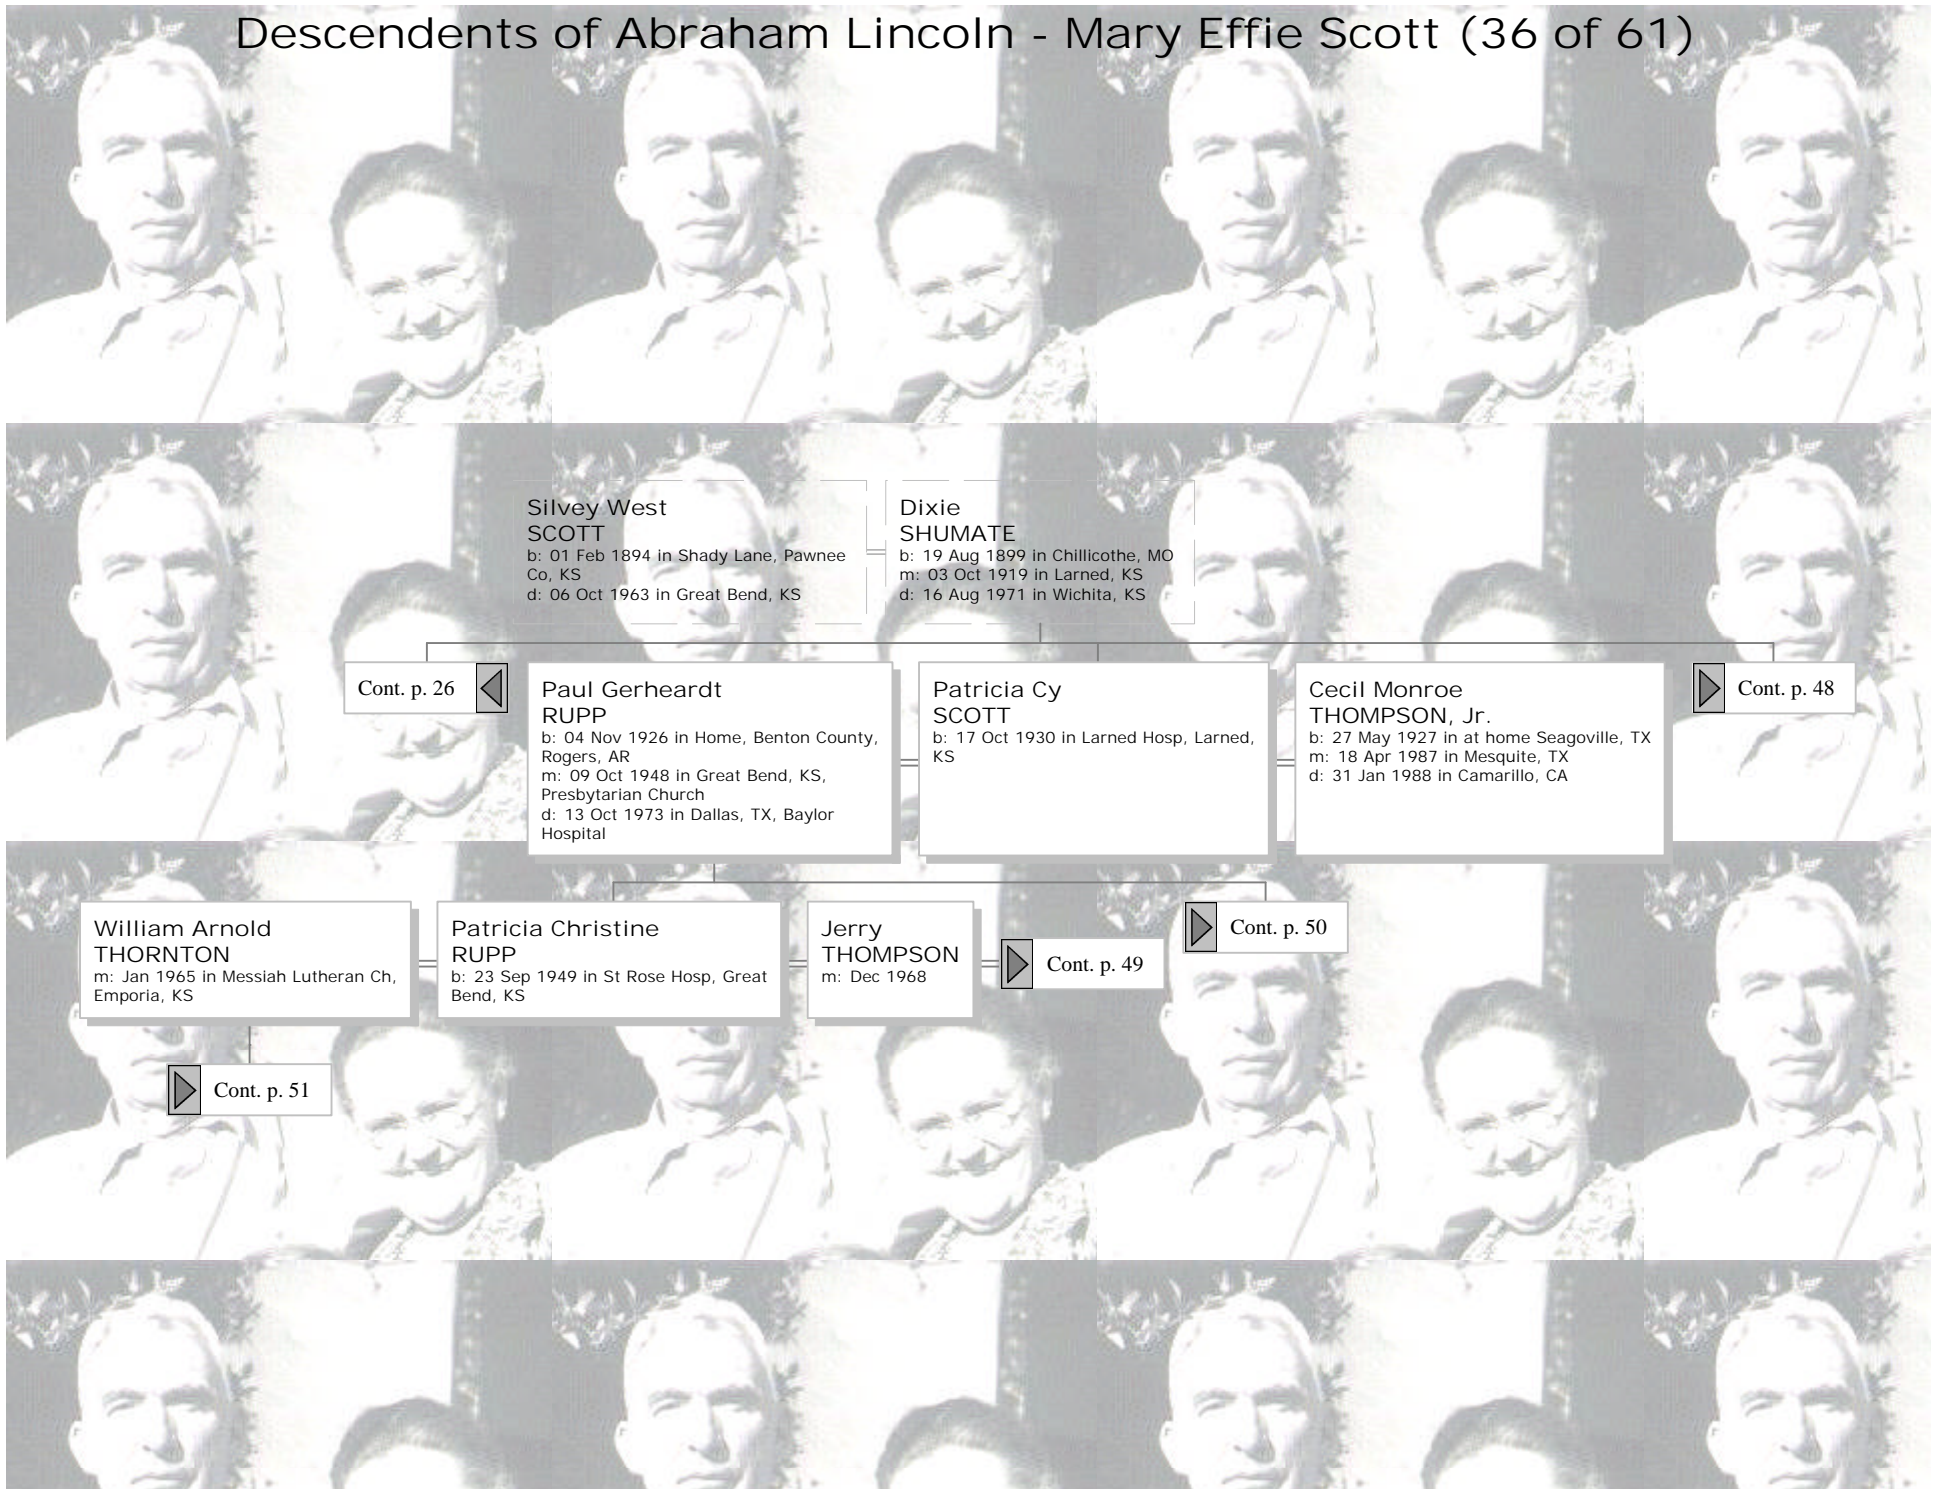 Descendents of Abraham Lincoln - Mary Effie Scott (36 of 61)
Silvey West
SCOTT
b: 01 Feb 1894 in Shady Lane, Pawnee
Co, KS
d: 06 Oct 1963 in Great Bend, KS
Dixie
SHUMATE
b: 19 Aug 1899 in Chillicothe, MO
m: 03 Oct 1919 in Larned, KS
d: 16 Aug 1971 in Wichita, KS
Cont. p. 26
Paul Gerheardt
RUPP
b: 04 Nov 1926 in Home, Benton County,
Rogers, AR
m: 09 Oct 1948 in Great Bend, KS,
Presbytarian Church
d: 13 Oct 1973 in Dallas, TX, Baylor
Hospital
Patricia Cy
SCOTT
b: 17 Oct 1930 in Larned Hosp, Larned,
KS
Cecil Monroe
THOMPSON, Jr.
b: 27 May 1927 in at home Seagoville, TX
m: 18 Apr 1987 in Mesquite, TX
d: 31 Jan 1988 in Camarillo, CA
Cont. p. 48
William Arnold
THORNTON
m: Jan 1965 in Messiah Lutheran Ch,
Emporia, KS
Patricia Christine
RUPP
b: 23 Sep 1949 in St Rose Hosp, Great
Bend, KS
Jerry
THOMPSON
m: Dec 1968
Cont. p. 49
Cont. p. 50
Cont. p. 51